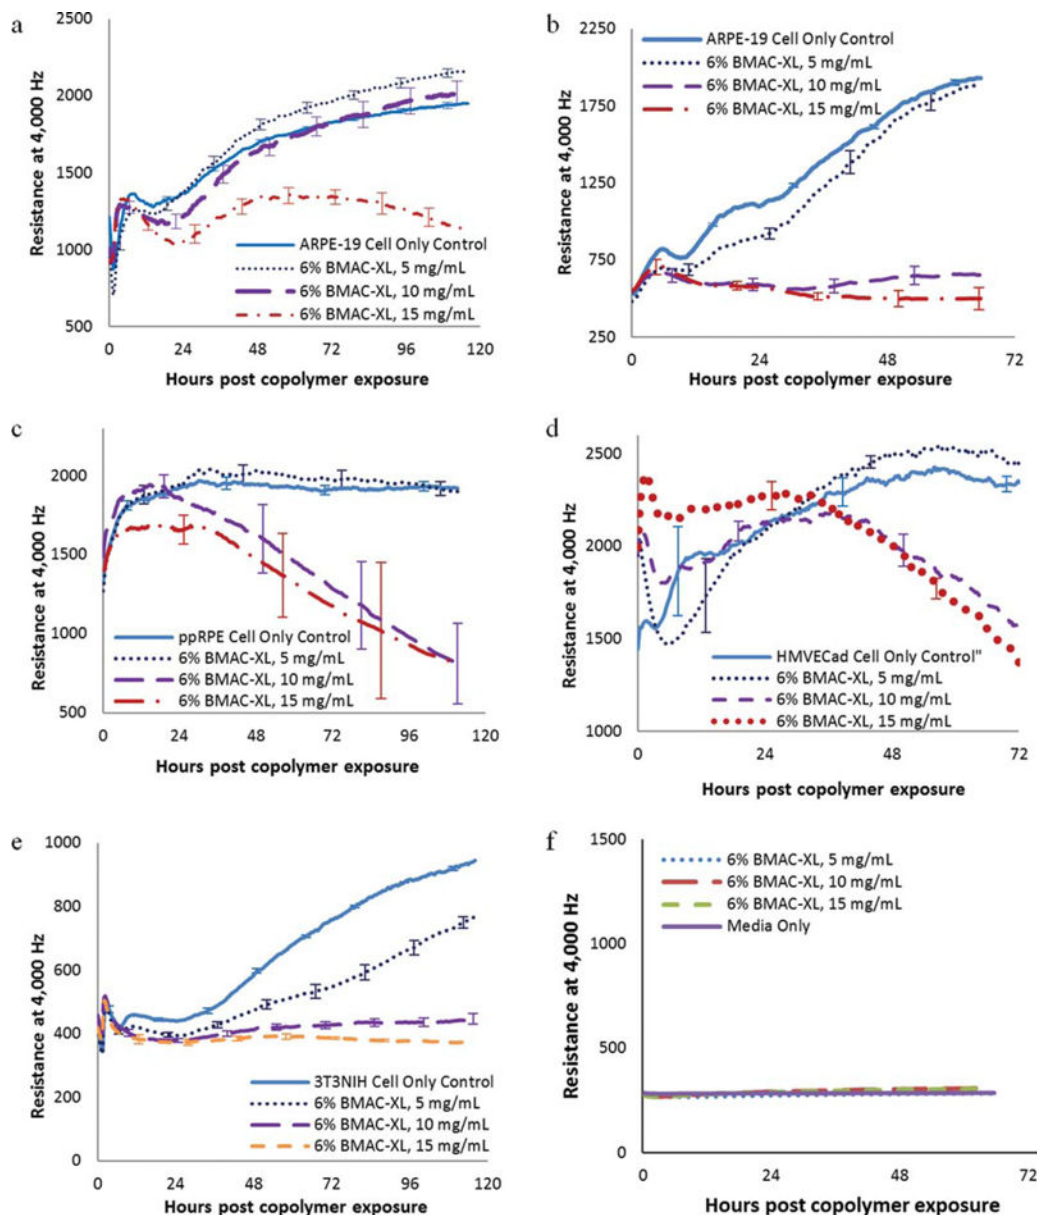 a
2500
2000
1500
1000
500
Resistance at 4,000 Hz
ARPE-19 Cell Only Control
6% BMAC-XL, 5 mg/mL
6% BMAC-XL, 10 mg/mL
6% BMAC-XL, 15 mg/mL
0 24 48 72 96 120
Hours post copolymer exposure
b
2250
1750
1250
750
250
Resistance at 4,000 Hz
ARPE-19 Cell Only Control
6% BMAC-XL, 5 mg/mL
6% BMAC-XL, 10 mg/mL
6% BMAC-XL, 15 mg/mL
0 24 48 72
Hours post copolymer exposure
c
2000
1500
1000
500
Resistance at 4,000 Hz
ppRPE Cell Only Control
6% BMAC-XL, 5 mg/mL
6% BMAC-XL, 10 mg/mL
6% BMAC-XL, 15 mg/mL
0 24 48 72 96 120
Hours post copolymer exposure
d
2500
2000
1500
1000
Resistance at 4,000 Hz
HMVECad Cell Only Control"
6% BMAC-XL, 5 mg/mL
6% BMAC-XL, 10 mg/mL
6% BMAC-XL, 15 mg/mL
0 24 48 72
Hours post copolymer exposure
e
1000
800
600
400
200
0
Resistance at 4,000 Hz
3T3NIH Cell Only Control
6% BMAC-XL, 5 mg/mL
6% BMAC-XL, 10 mg/mL
6% BMAC-XL, 15 mg/mL
0 24 48 72 96 120
Hours post copolymer exposure
f
1500
1000
500
0
Resistance at 4,000 Hz
6% BMAC-XL, 5 mg/mL
6% BMAC-XL, 10 mg/mL
6% BMAC-XL, 15 mg/mL
Media Only
0 24 48 72
Hours post copolymer exposure